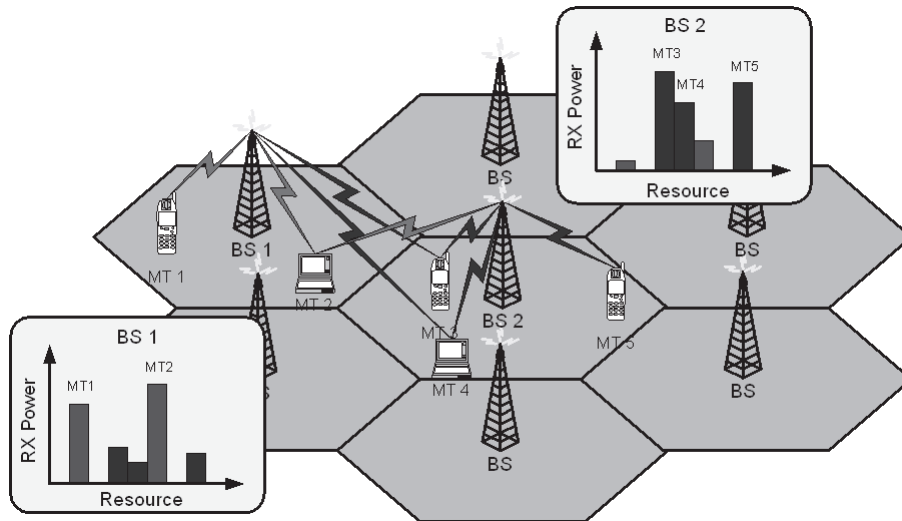 BS 2
MT3
MT4
MT5
RX Power
Resource
BS
BS 1
BS
MT 1
MT 2
MT 3
BS 2
MT 5
BS 1
MT1
MT2
RX Power
Resource
S
MT 4
BS
BS